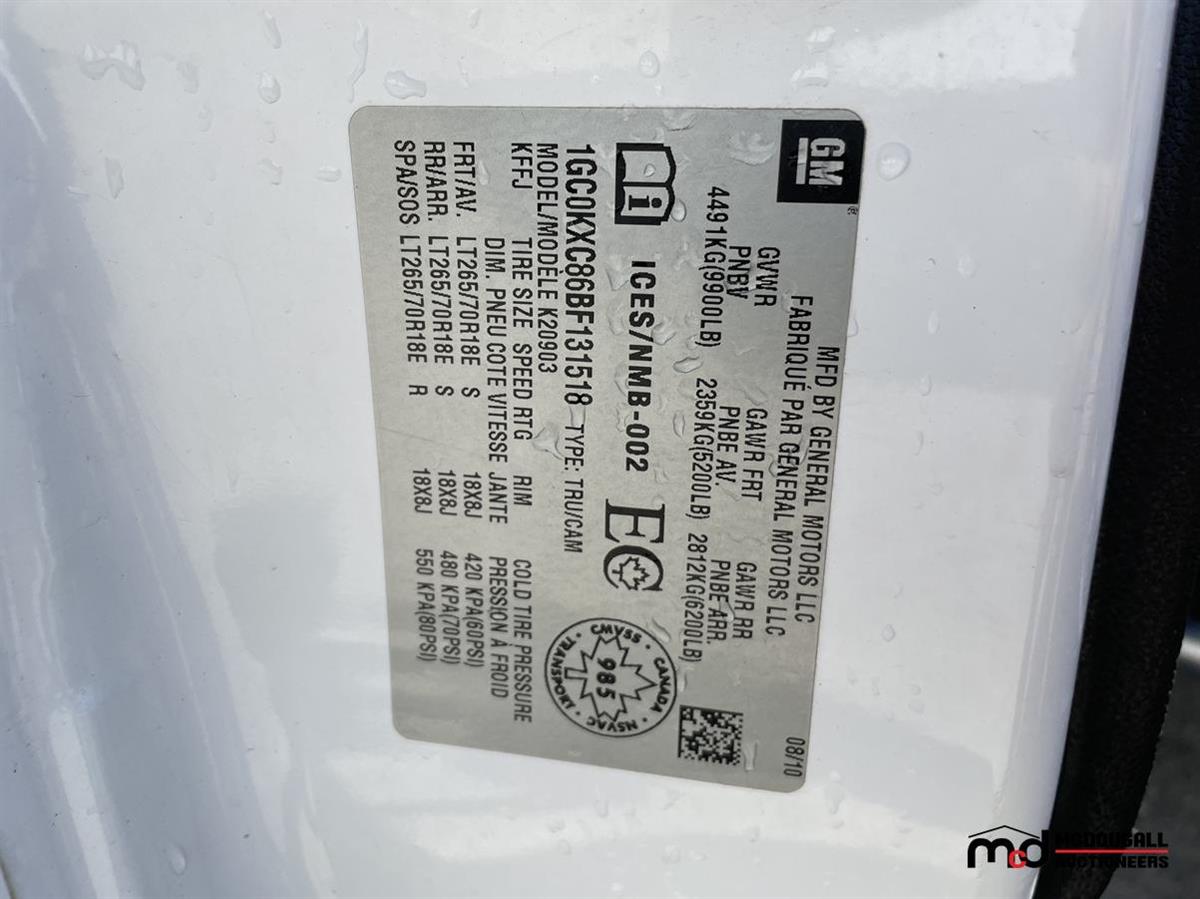 GM
®
MFD BY GENERAL MOTORS LLC 08/10
FABRIQUÉ PAR GENERAL MOTORS LLC
GVWR GAWR FRT GAWR RR
PNBV PNBE AV. PNBE ARR.
4491KG(9900LB) 2359KG(5200LB) 2812KG(6200LB)
i ICES/NMB-002 EC
CMVSS · CANADA
985
TRANSPORT · NSVAC
1GC0KXC86BF131518 TYPE: TRU/CAM
MODEL/MODÈLE K20903
KFFJ TIRE SIZE SPEED RTG RIM COLD TIRE PRESSURE
DIM. PNEU COTE VITESSE JANTE PRESSION À FROID
FRT/AV. LT265/70R18E S 18X8J 420 KPA(60PSI)
RR/ARR. LT265/70R18E S 18X8J 480 KPA(70PSI)
SPA/SOS LT265/70R18E R 18X8J 550 KPA(80PSI)
mcd MCDOUGALL
AUCTIONEERS